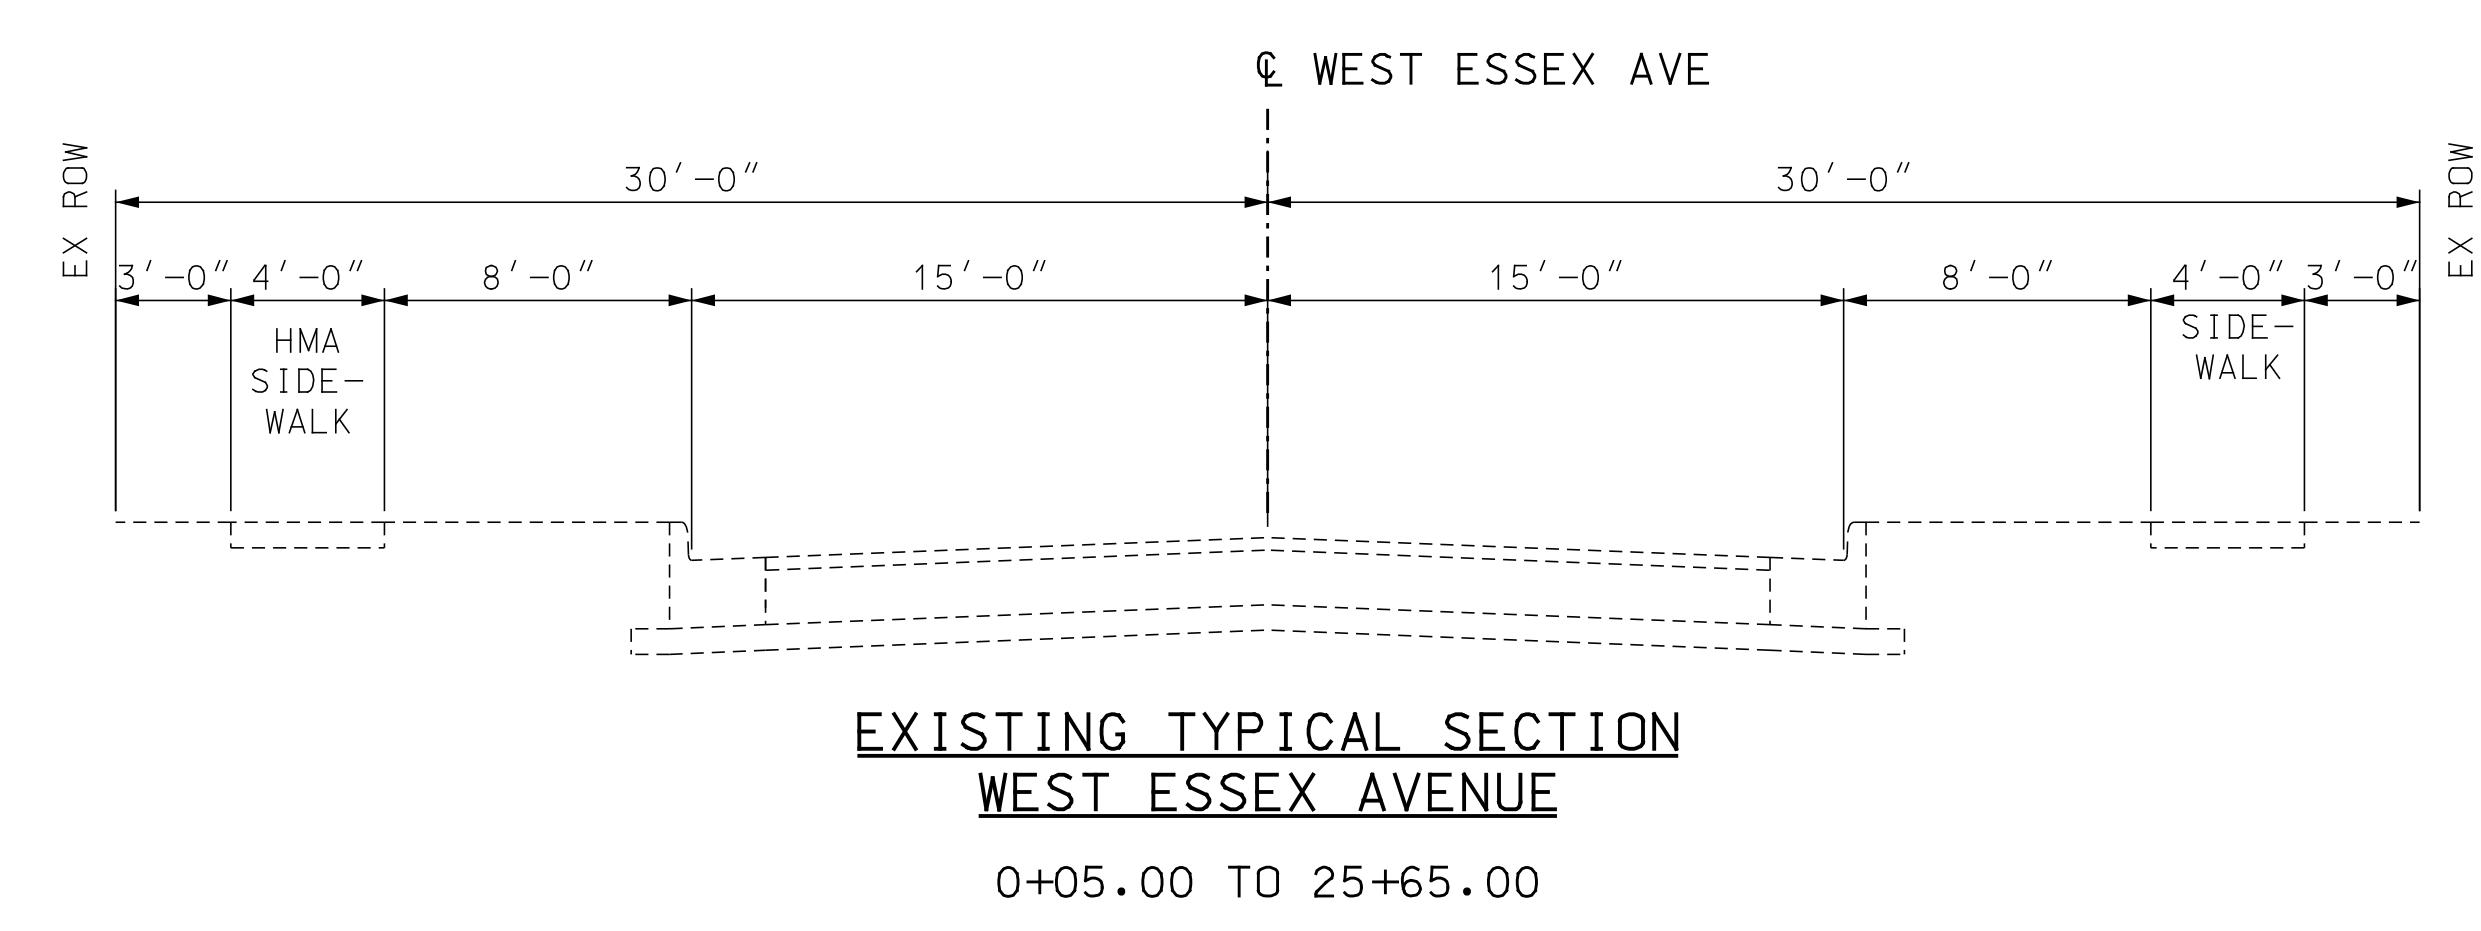 ℄ WEST ESSEX AVE
EX ROW
30'-0" 30'-0"
EX ROW
3'-0" 4'-0" 8'-0" 15'-0" 15'-0" 8'-0" 4'-0" 3'-0"
HMA
SIDE-
WALK
SIDE-
WALK
EXISTING TYPICAL SECTION
WEST ESSEX AVENUE
0+05.00 TO 25+65.00